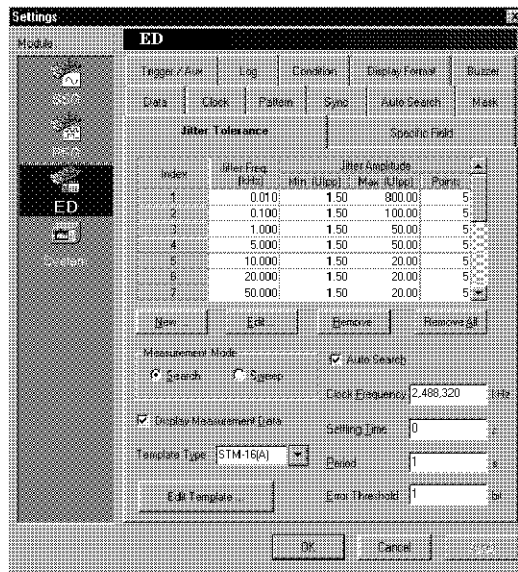 Settings
Module
ED
SSG
PPG
ED
System
Trigger / Aux Log Condition Display Format Buzzer
Data Clock Pattern Sync Auto Search Mask
Jitter Tolerance Specific Field
Index Jitter Freq. [kHz] Jitter Amplitude
Min [UIpp] Max [UIpp] Point
1 0.010 1.50 800.00 5
2 0.100 1.50 100.00 5
3 1.000 1.50 50.00 5
4 5.000 1.50 50.00 5
5 10.000 1.50 20.00 5
6 20.000 1.50 20.00 5
7 50.000 1.50 20.00 5
New Edit Remove Remove All
Measurement Mode
Search Sweep
Auto Search
Clock Frequency 2,488,320 kHz
Display Measurement Data
Settling Time 0 s
Template Type STM-16(A)
Period 1 s
Edit Template ...
Error Threshold 1 bit
OK Cancel